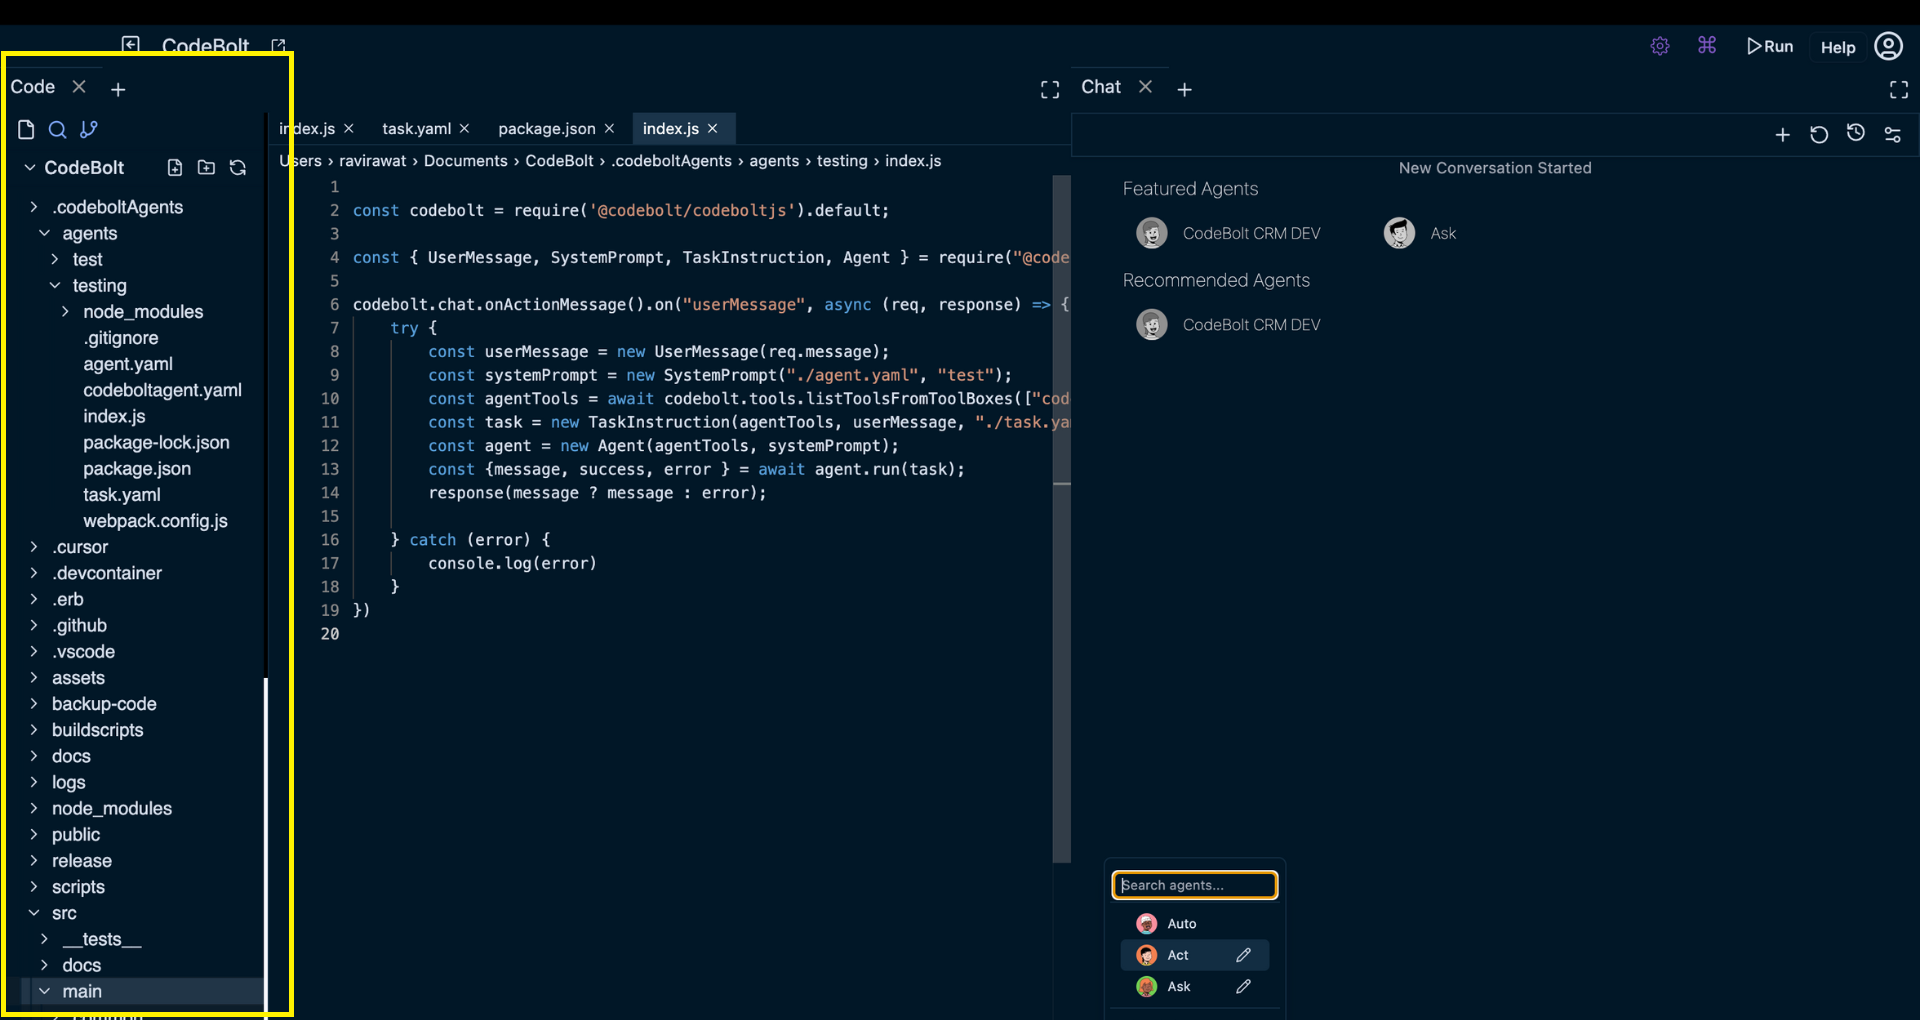 CodeBolt
Run
Help
Code
Chat
index.js
task.yaml
package.json
index.js
CodeBolt
Users › ravirawat › Documents › CodeBolt › .codeboltAgents › agents › testing › index.js
.codeboltAgents
agents
test
testing
node_modules
.gitignore
agent.yaml
codeboltagent.yaml
index.js
package-lock.json
package.json
task.yaml
webpack.config.js
.cursor
.devcontainer
.erb
.github
.vscode
assets
backup-code
buildscripts
docs
logs
node_modules
public
release
scripts
src
__tests__
docs
main
common
1
2 const codebolt = require('@codebolt/codeboltjs').default;
3
4 const { UserMessage, SystemPrompt, TaskInstruction, Agent } = require("@code
5
6 codebolt.chat.onActionMessage().on("userMessage", async (req, response) => {
7 try {
8 const userMessage = new UserMessage(req.message);
9 const systemPrompt = new SystemPrompt("./agent.yaml", "test");
10 const agentTools = await codebolt.tools.listToolsFromToolBoxes(["cod
11 const task = new TaskInstruction(agentTools, userMessage, "./task.ya
12 const agent = new Agent(agentTools, systemPrompt);
13 const {message, success, error } = await agent.run(task);
14 response(message ? message : error);
15
16 } catch (error) {
17 console.log(error)
18 }
19 })
20
New Conversation Started
Featured Agents
CodeBolt CRM DEV
Ask
Recommended Agents
CodeBolt CRM DEV
Search agents...
Auto
Act
Ask